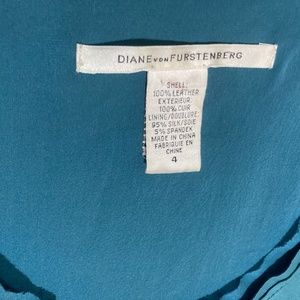 DIANE VON FURSTENBERG
SHELL:
100% LEATHER
EXTERIEUR:
100% CUIR
LINING/DOUBLURE:
95% SILK/SOIE
5% SPANDEX
MADE IN CHINA
FABRIQUE EN
CHINE
4